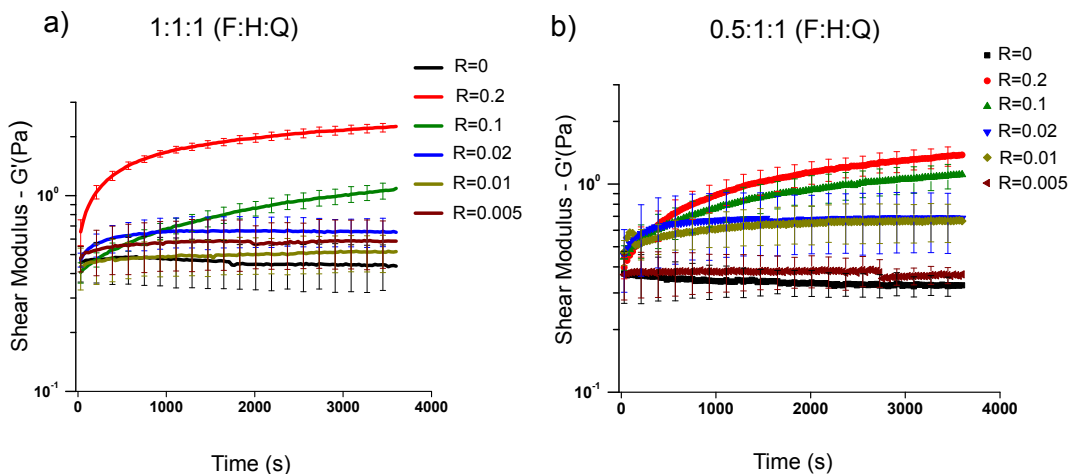 a)
1:1:1 (F:H:Q)
R=0
R=0.2
R=0.1
R=0.02
R=0.01
R=0.005
Shear Modulus - G'(Pa)
10⁰
10⁻¹
0
1000
2000
3000
4000
Time (s)
b)
0.5:1:1 (F:H:Q)
R=0
R=0.2
R=0.1
R=0.02
R=0.01
R=0.005
Shear Modulus - G'(Pa)
10⁰
10⁻¹
0
1000
2000
3000
4000
Time (s)